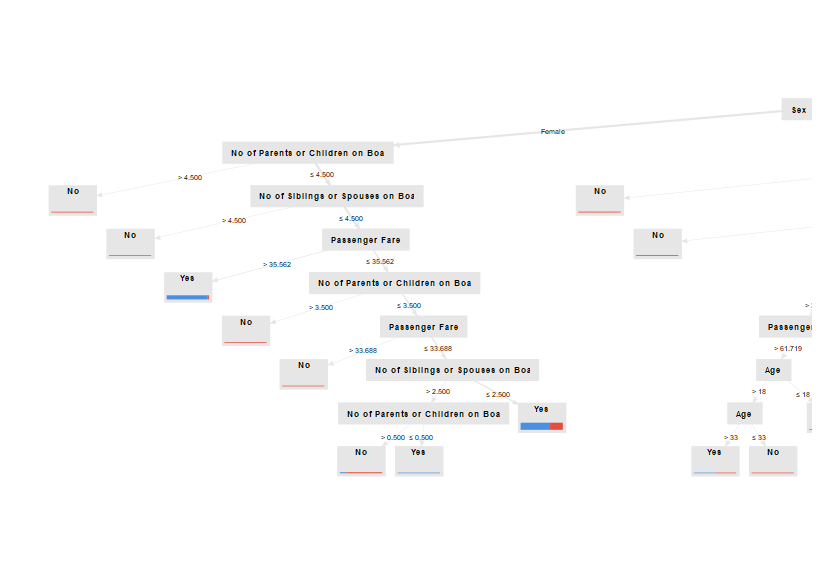 Sex
Female
No of Parents or Children on Boa
> 4.500
≤ 4.500
No
No of Siblings or Spouses on Boa
No
> 4.500
≤ 4.500
No
Passenger Fare
No
> 35.562
≤ 35.562
Yes
No of Parents or Children on Boa
> 3.500
≤ 3.500
>
No
Passenger Fare
Passenger
> 33.688
≤ 33.688
> 61.719
No
No of Siblings or Spouses on Boa
Age
> 2.500
≤ 2.500
> 18
≤ 18
No of Parents or Children on Boa
Yes
Age
> 0.500
≤ 0.500
> 33
≤ 33
No
Yes
Yes
No